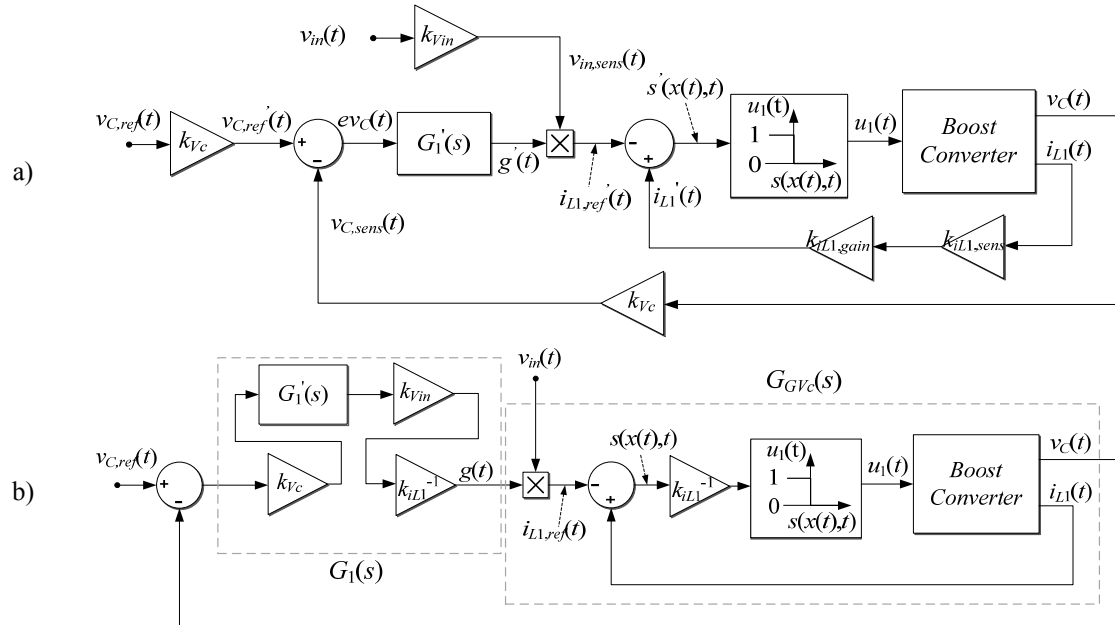 a)
v_in(t)
k_Vin
v_in,sens(t)
v_C,ref(t)
k_Vc
v_C,ref'(t)
+
-
ev_C(t)
G_1'(s)
g'(t)
×
i_L1,ref'(t)
-
+
s'(x(t),t)
i_L1'(t)
u_1(t)
1
0
s(x(t),t)
u_1(t)
Boost
Converter
v_C(t)
i_L1(t)
k_iL1,gain
k_iL1,sens
v_C,sens(t)
k_Vc
b)
v_C,ref(t)
+
-
G_1'(s)
k_Vin
k_Vc
k_iL1^-1
g(t)
G_1(s)
v_in(t)
×
i_L1,ref(t)
G_GVc(s)
-
+
s(x(t),t)
k_iL1^-1
u_1(t)
1
0
s(x(t),t)
u_1(t)
Boost
Converter
v_C(t)
i_L1(t)